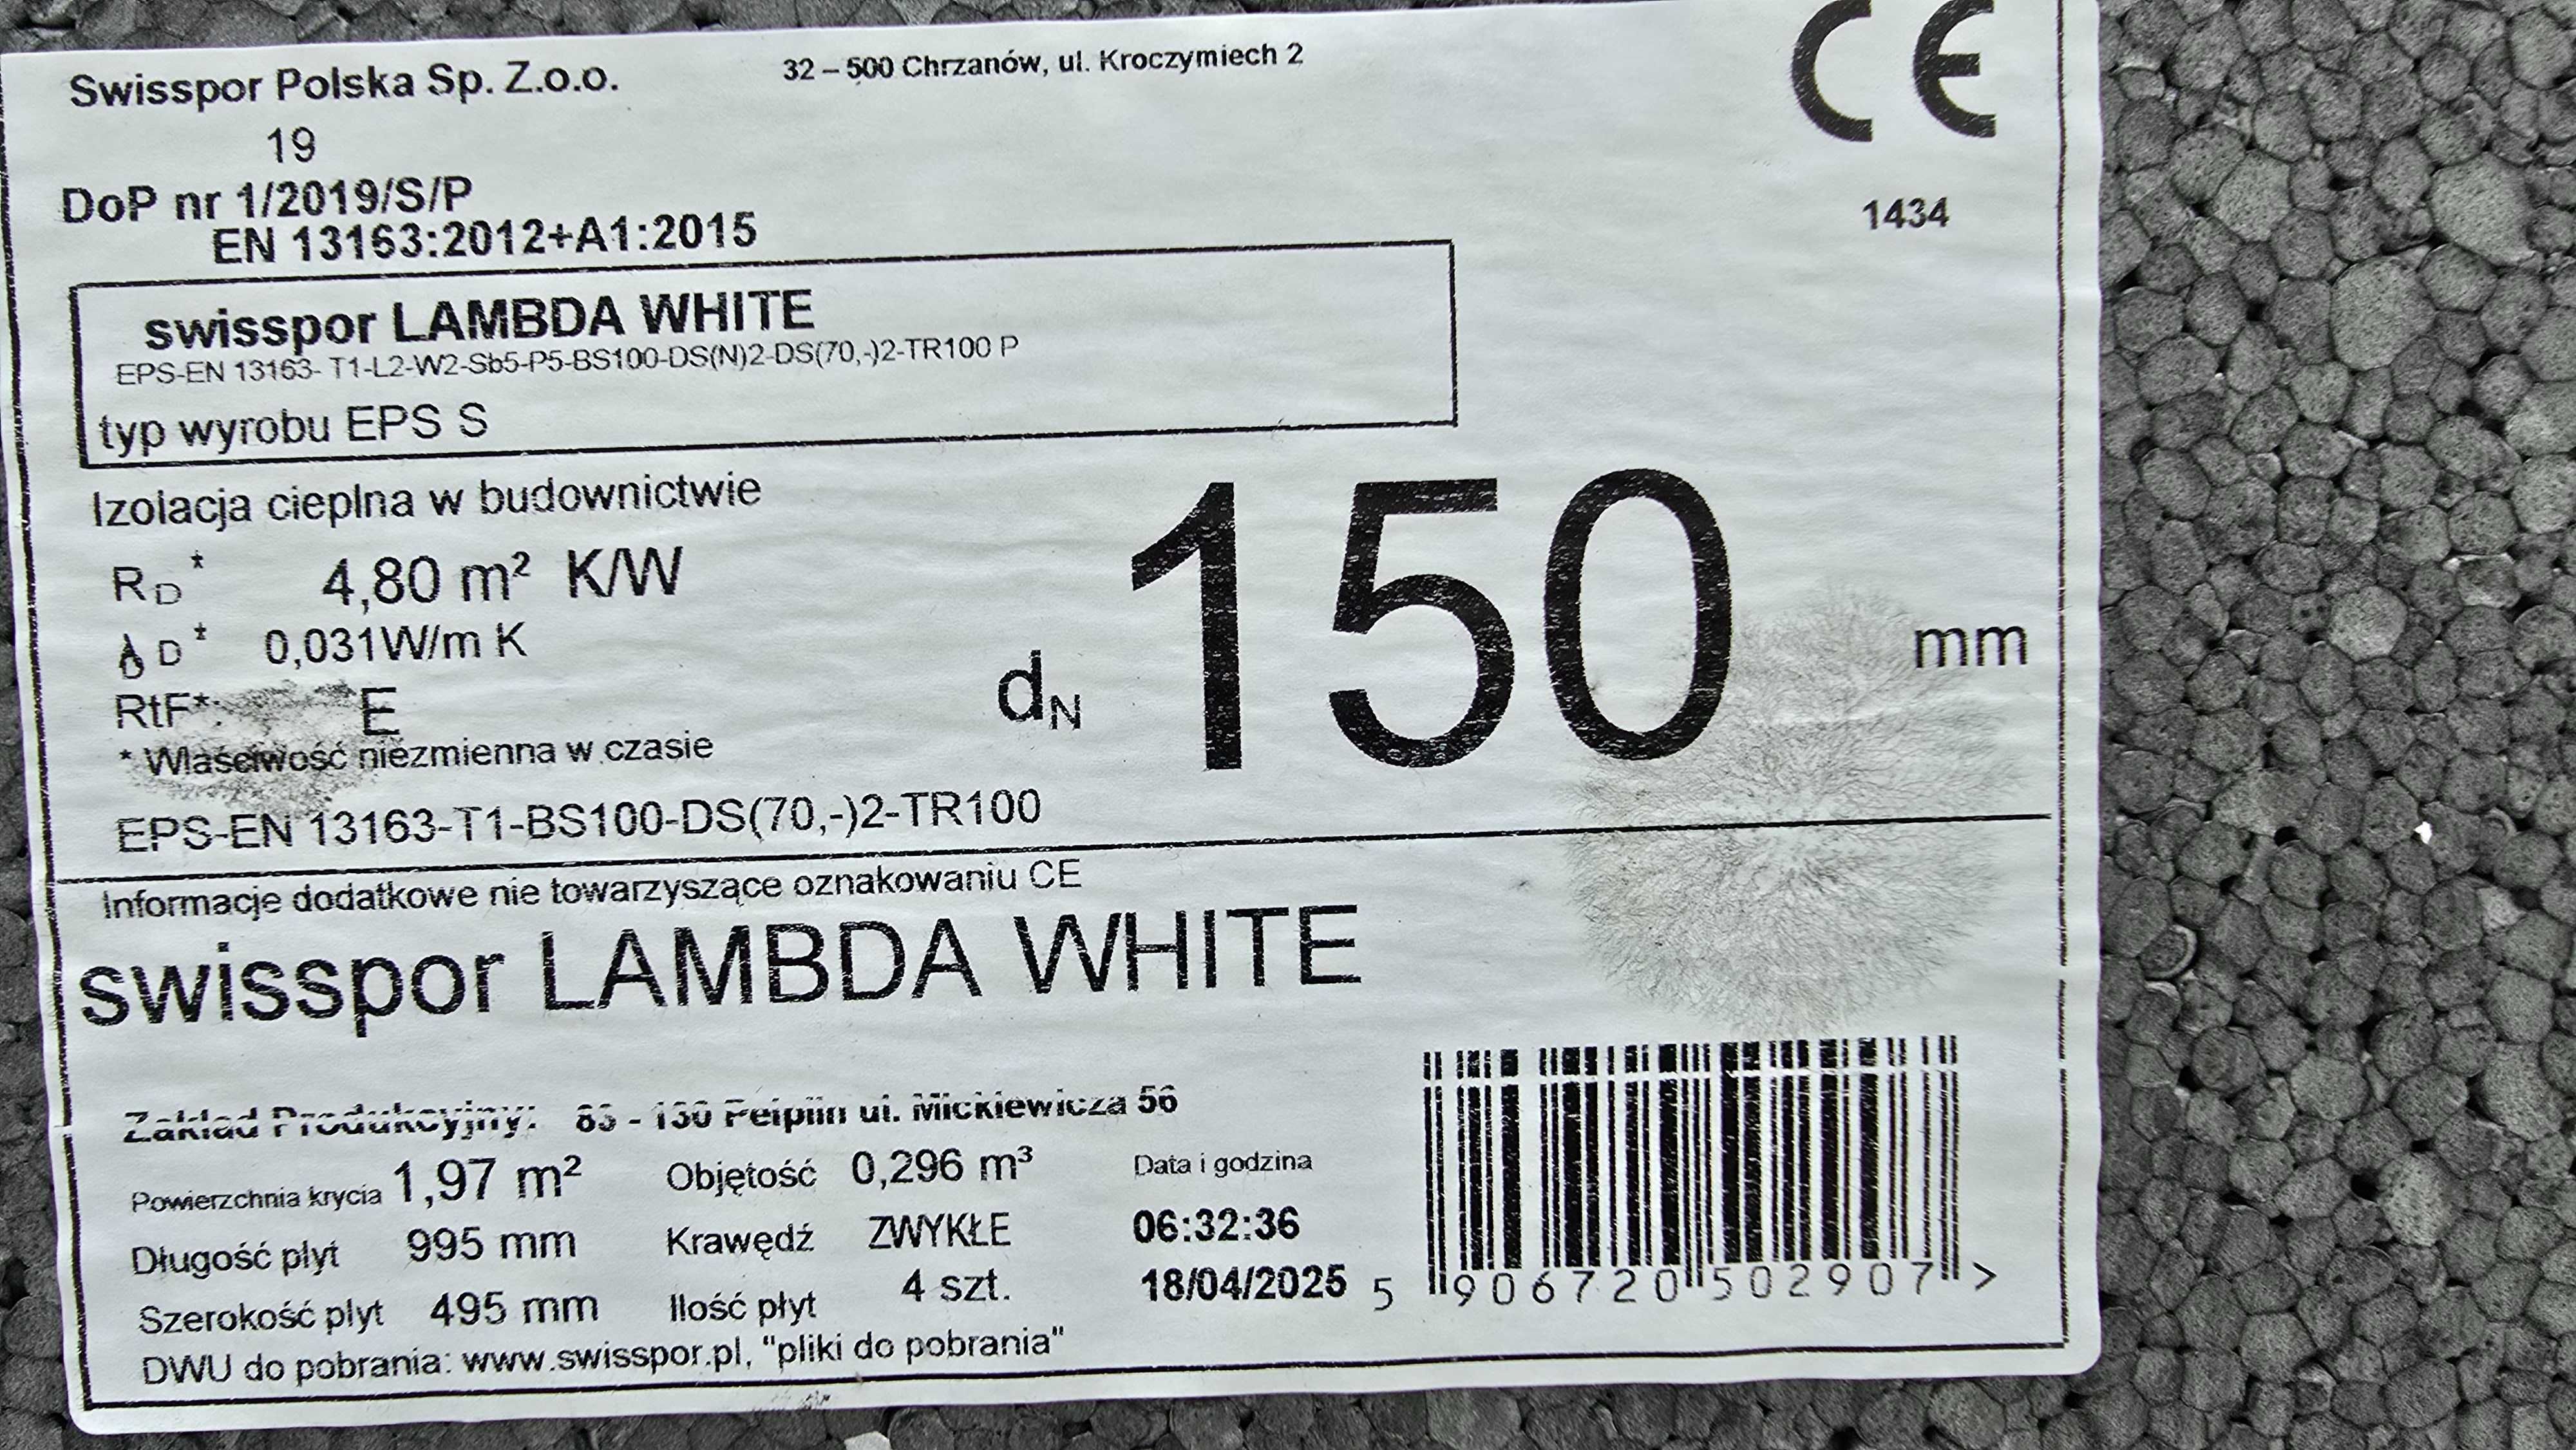 Swisspor Polska Sp. Z.o.o. 32 – 500 Chrzanów, ul. Kroczymiech 2
CE
19
DoP nr 1/2019/S/P
1434
EN 13163:2012+A1:2015
swisspor LAMBDA WHITE
EPS-EN 13163- T1-L2-W2-Sb5-P5-BS100-DS(N)2-DS(70,-)2-TR100 P
typ wyrobu EPS S
Izolacja cieplna w budownictwie
RD* 4,80 m² K/W
D* 0,031W/m K
RtF*: E
dN 150 mm
* Właściwość niezmienna w czasie
EPS-EN 13163-T1-BS100-DS(70,-)2-TR100
Informacje dodatkowe nie towarzyszące oznakowaniu CE
swisspor LAMBDA WHITE
Zakład Produkcyjny: 83 - 130 Pelplin ul. Mickiewicza 56
Powierzchnia krycia 1,97 m² Objętość 0,296 m³ Data i godzina
Długość płyt 995 mm Krawędź ZWYKŁE 06:32:36
Szerokość płyt 495 mm Ilość płyt 4 szt. 18/04/2025
5 906720 502907 >
DWU do pobrania: www.swisspor.pl, "pliki do pobrania"